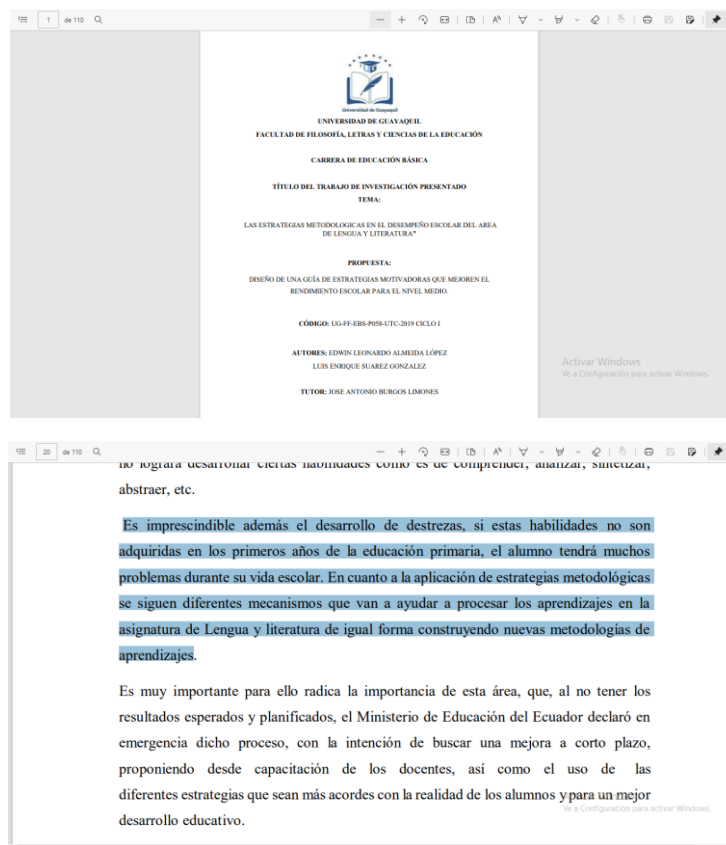 1 de 110
Universidad de Guayaquil
UNIVERSIDAD DE GUAYAQUIL
FACULTAD DE FILOSOFÍA, LETRAS Y CIENCIAS DE LA EDUCACIÓN
CARRERA DE EDUCACIÓN BÁSICA
TÍTULO DEL TRABAJO DE INVESTIGACIÓN PRESENTADO
TEMA:
LAS ESTRATEGIAS METODOLOGICAS EN EL DESEMPEÑO ESCOLAR DEL AREA
DE LENGUA Y LITERATURA”
PROPUESTA:
DISEÑO DE UNA GUÍA DE ESTRATEGIAS MOTIVADORAS QUE MEJOREN EL
RENDIMIENTO ESCOLAR PARA EL NIVEL MEDIO.
CÓDIGO: UG-FF-EBS-P058-UTC-2019 CICLO I
AUTORES: EDWIN LEONARDO ALMEIDA LÓPEZ
LUIS ENRIQUE SUAREZ GONZALEZ
TUTOR: JOSE ANTONIO BURGOS LIMONES
Activar Windows
Ve a Configuración para activar Windows.
20 de 110
no logrará desarrollar ciertas habilidades como es de comprender, analizar, sintetizar,
abstraer, etc.
Es imprescindible además el desarrollo de destrezas, si estas habilidades no son
adquiridas en los primeros años de la educación primaria, el alumno tendrá muchos
problemas durante su vida escolar. En cuanto a la aplicación de estrategias metodológicas
se siguen diferentes mecanismos que van a ayudar a procesar los aprendizajes en la
asignatura de Lengua y literatura de igual forma construyendo nuevas metodologías de
aprendizajes.
Es muy importante para ello radica la importancia de esta área, que, al no tener los
resultados esperados y planificados, el Ministerio de Educación del Ecuador declaró en
emergencia dicho proceso, con la intención de buscar una mejora a corto plazo,
proponiendo desde capacitación de los docentes, así como el uso de las
diferentes estrategias que sean más acordes con la realidad de los alumnos y para un mejor
desarrollo educativo.
Ve a Configuración para activar Windows.